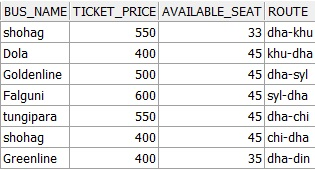 BUS_NAME TICKET_PRICE AVAILABLE_SEAT ROUTE
shohag 550 33 dha-khu
Dola 400 45 khu-dha
Goldenline 500 45 dha-syl
Falguni 600 45 syl-dha
tungipara 550 45 dha-chi
shohag 400 45 chi-dha
Greenline 400 35 dha-din